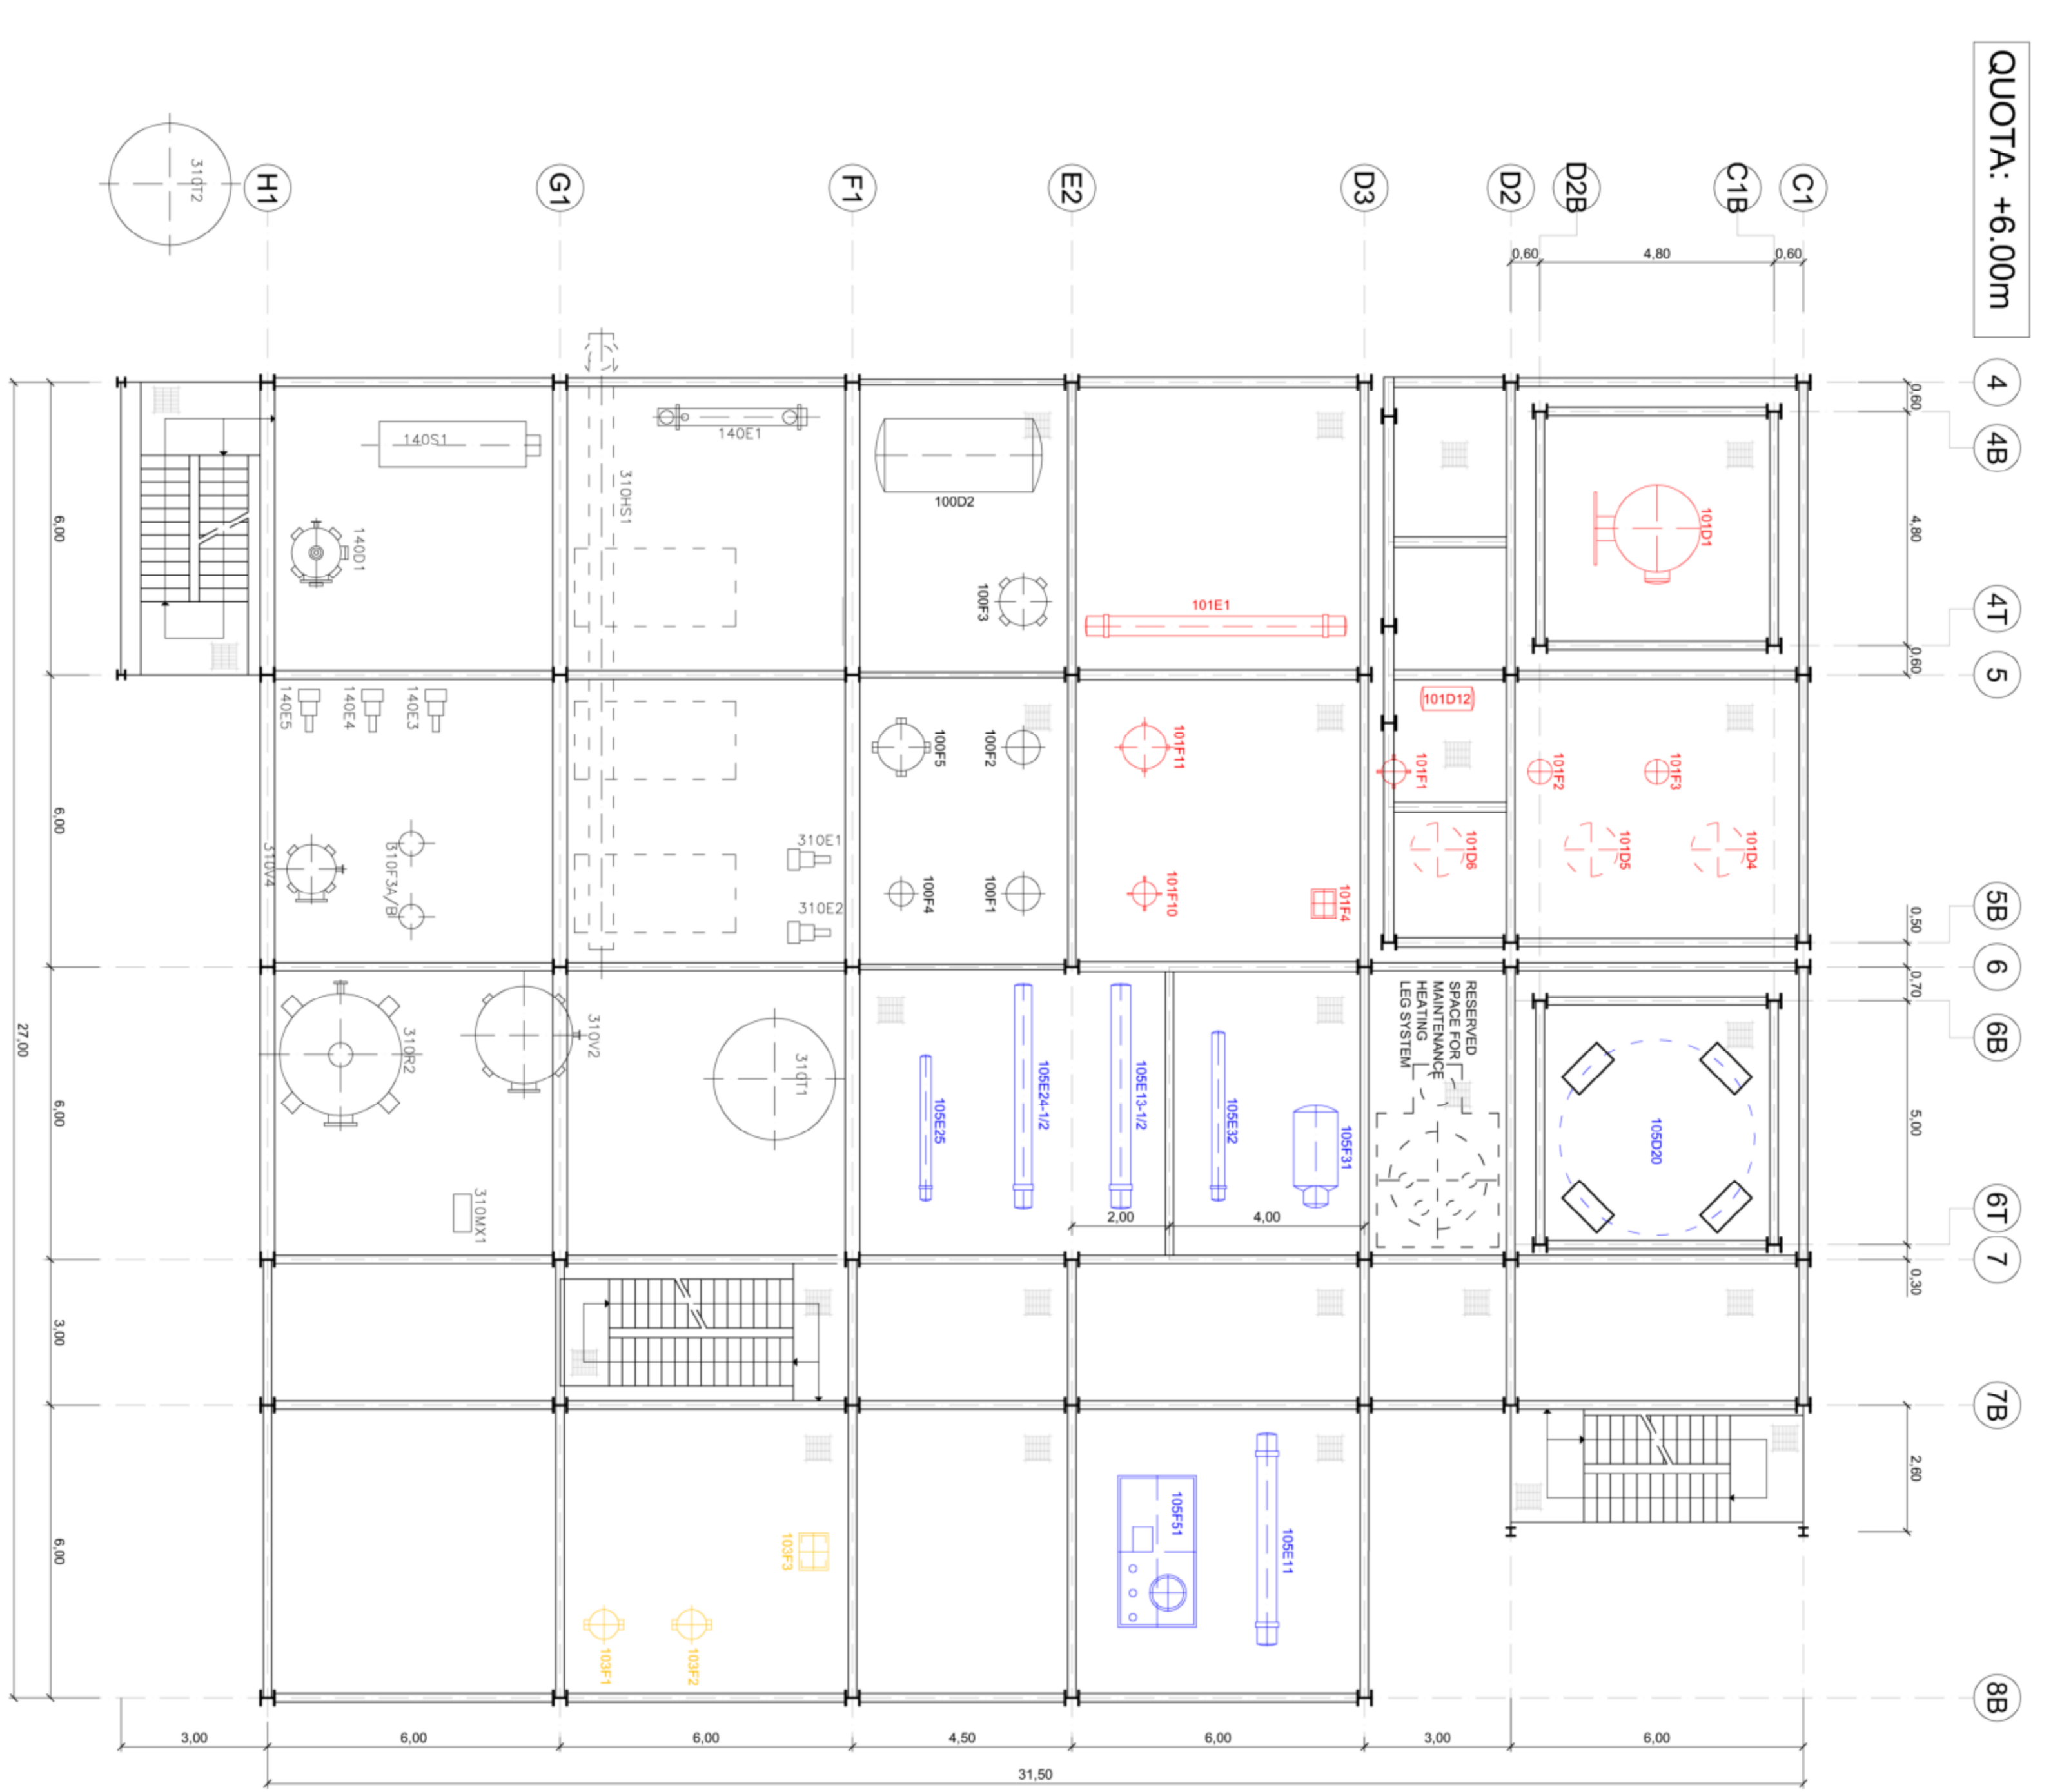 QUOTA: +6.00m
H1
G1
F1
E2
D3
D2
D2B
C1B
C1
310T2
0,60
4,80
0,60
4
4B
4T
5
5B
6
6B
6T
7
7B
8B
0,60
4,80
0,60
0,50
0,70
5,00
0,30
2,60
140S1
140E1
310HS1
100D2
101D1
140D1
100F3
101E1
140E5
140E4
140E3
100F5
100F2
101F11
101D12
101F1
101F2
101F3
310V4
310F3A/B
310E1
310E2
100F4
100F1
101F10
101F4
101D6
101D5
101D4
RESERVED
SPACE FOR
MAINTENANCE
HEATING
LEG SYSTEM
310R2
310V2
310T1
105E25
105E24-1/2
105E13-1/2
105E32
105F31
105D20
310MX1
2,00
4,00
103F3
103F1
103F2
105F51
105E11
6,00
6,00
6,00
3,00
6,00
27,00
3,00
6,00
6,00
4,50
6,00
3,00
6,00
31,50